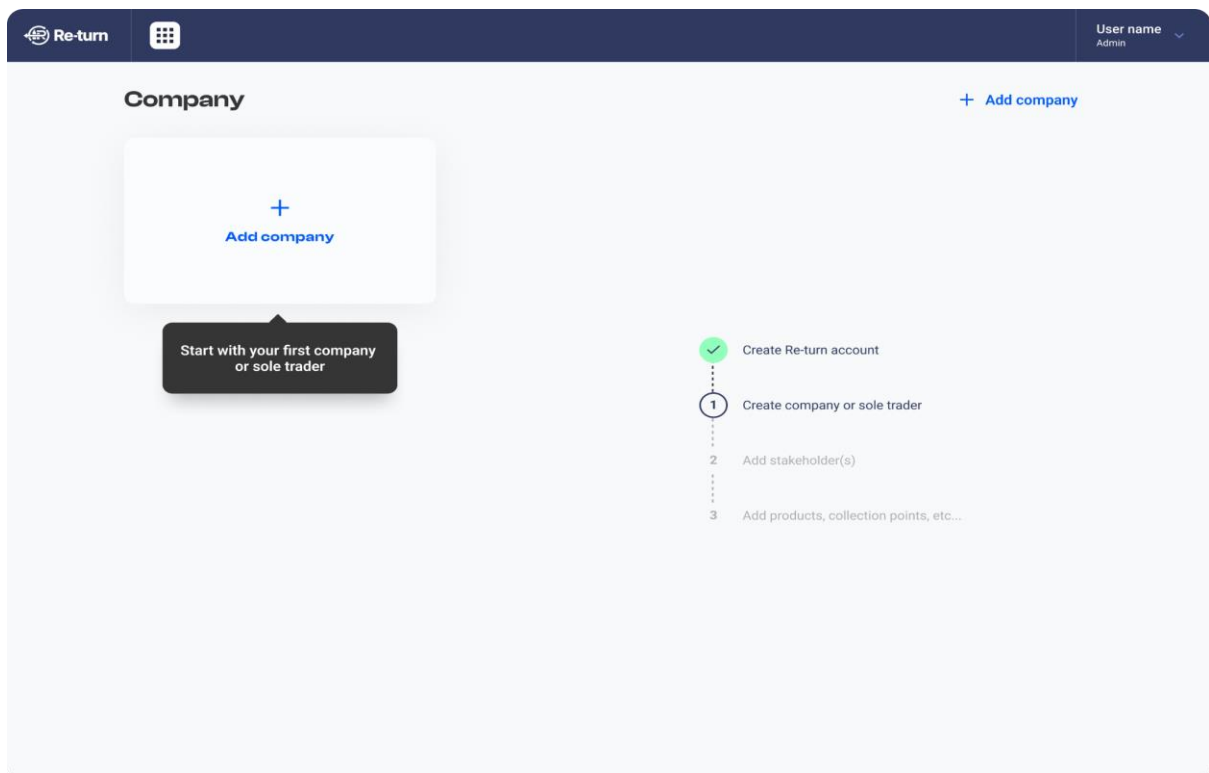 Re-turn
User name
Admin
Company
+ Add company
+
Add company
Start with your first company
or sole trader
Create Re-turn account
1 Create company or sole trader
2 Add stakeholder(s)
3 Add products, collection points, etc...